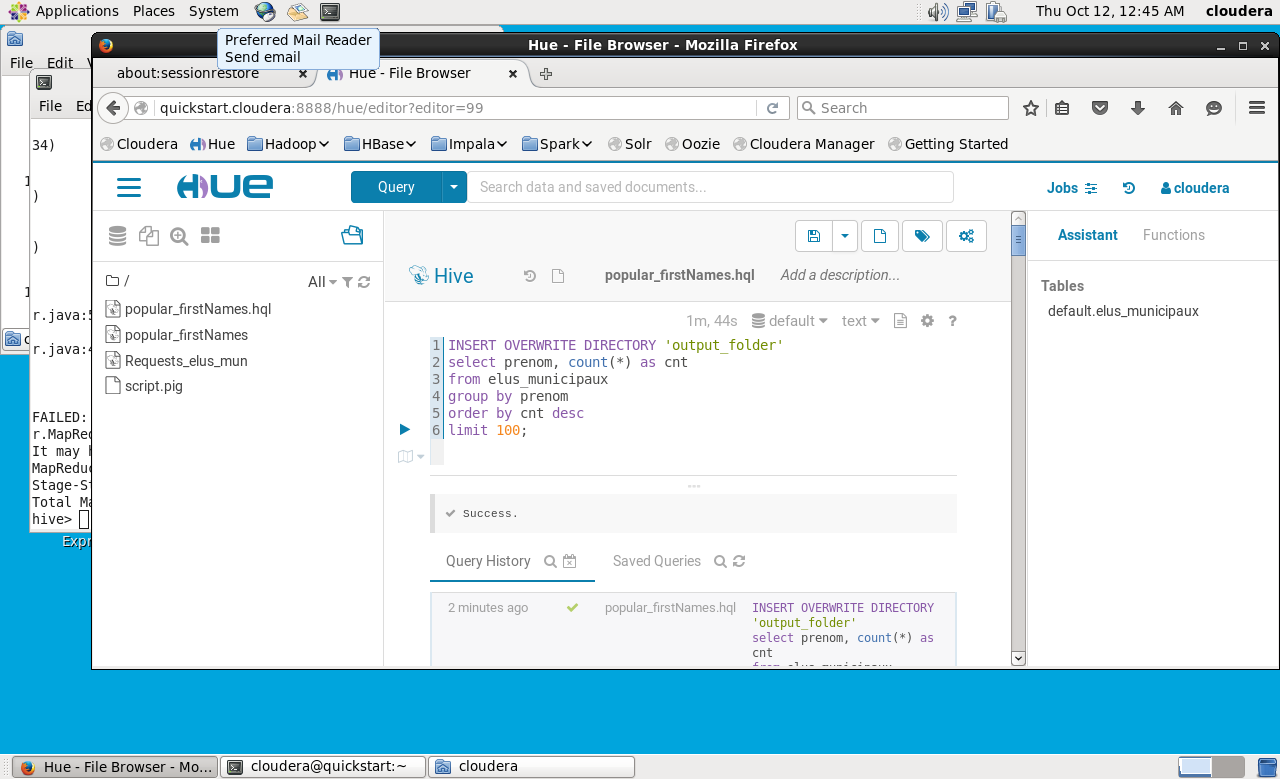 Applications Places System Thu Oct 12, 12:45 AM cloudera
Preferred Mail Reader
Send email
Hue - File Browser - Mozilla Firefox
File Edit
about:sessionrestore Hue - File Browser
File Ed
quickstart.cloudera:8888/hue/editor?editor=99 Search
Cloudera Hue Hadoop HBase Impala Spark Solr Oozie Cloudera Manager Getting Started
34)
)
)
r.java:5
r.java:4
FAILED:
r.MapRed
It may h
MapReduc
Stage-St
Total Ma
hive>
Expr
HUE Query Search data and saved documents... Jobs cloudera
Assistant Functions
/ All
Hive popular_firstNames.hql Add a description...
Tables
default.elus_municipaux
popular_firstNames.hql
popular_firstNames
Requests_elus_mun
script.pig
1m, 44s default text ?
1 INSERT OVERWRITE DIRECTORY 'output_folder'
2 select prenom, count(*) as cnt
3 from elus_municipaux
4 group by prenom
5 order by cnt desc
6 limit 100;
Success.
Query History Saved Queries
2 minutes ago popular_firstNames.hql INSERT OVERWRITE DIRECTORY
'output_folder'
select prenom, count(*) as
cnt
from elus_municipaux
Hue - File Browser - Mo... cloudera@quickstart:~ cloudera